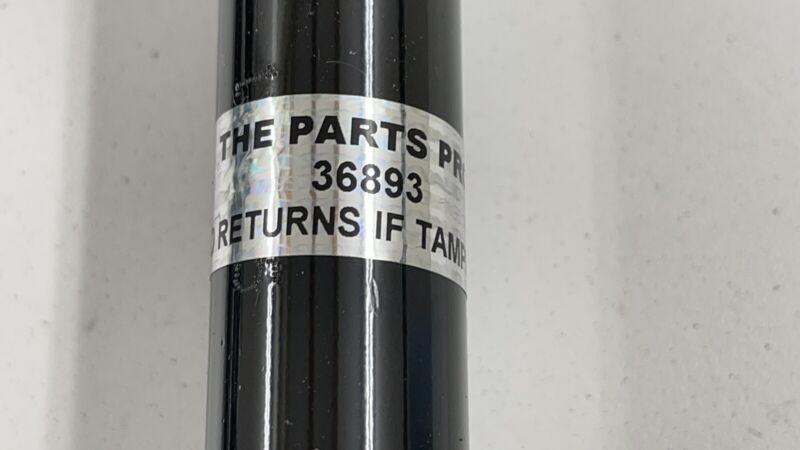 THE PARTS PR
36893
RETURNS IF TAMP